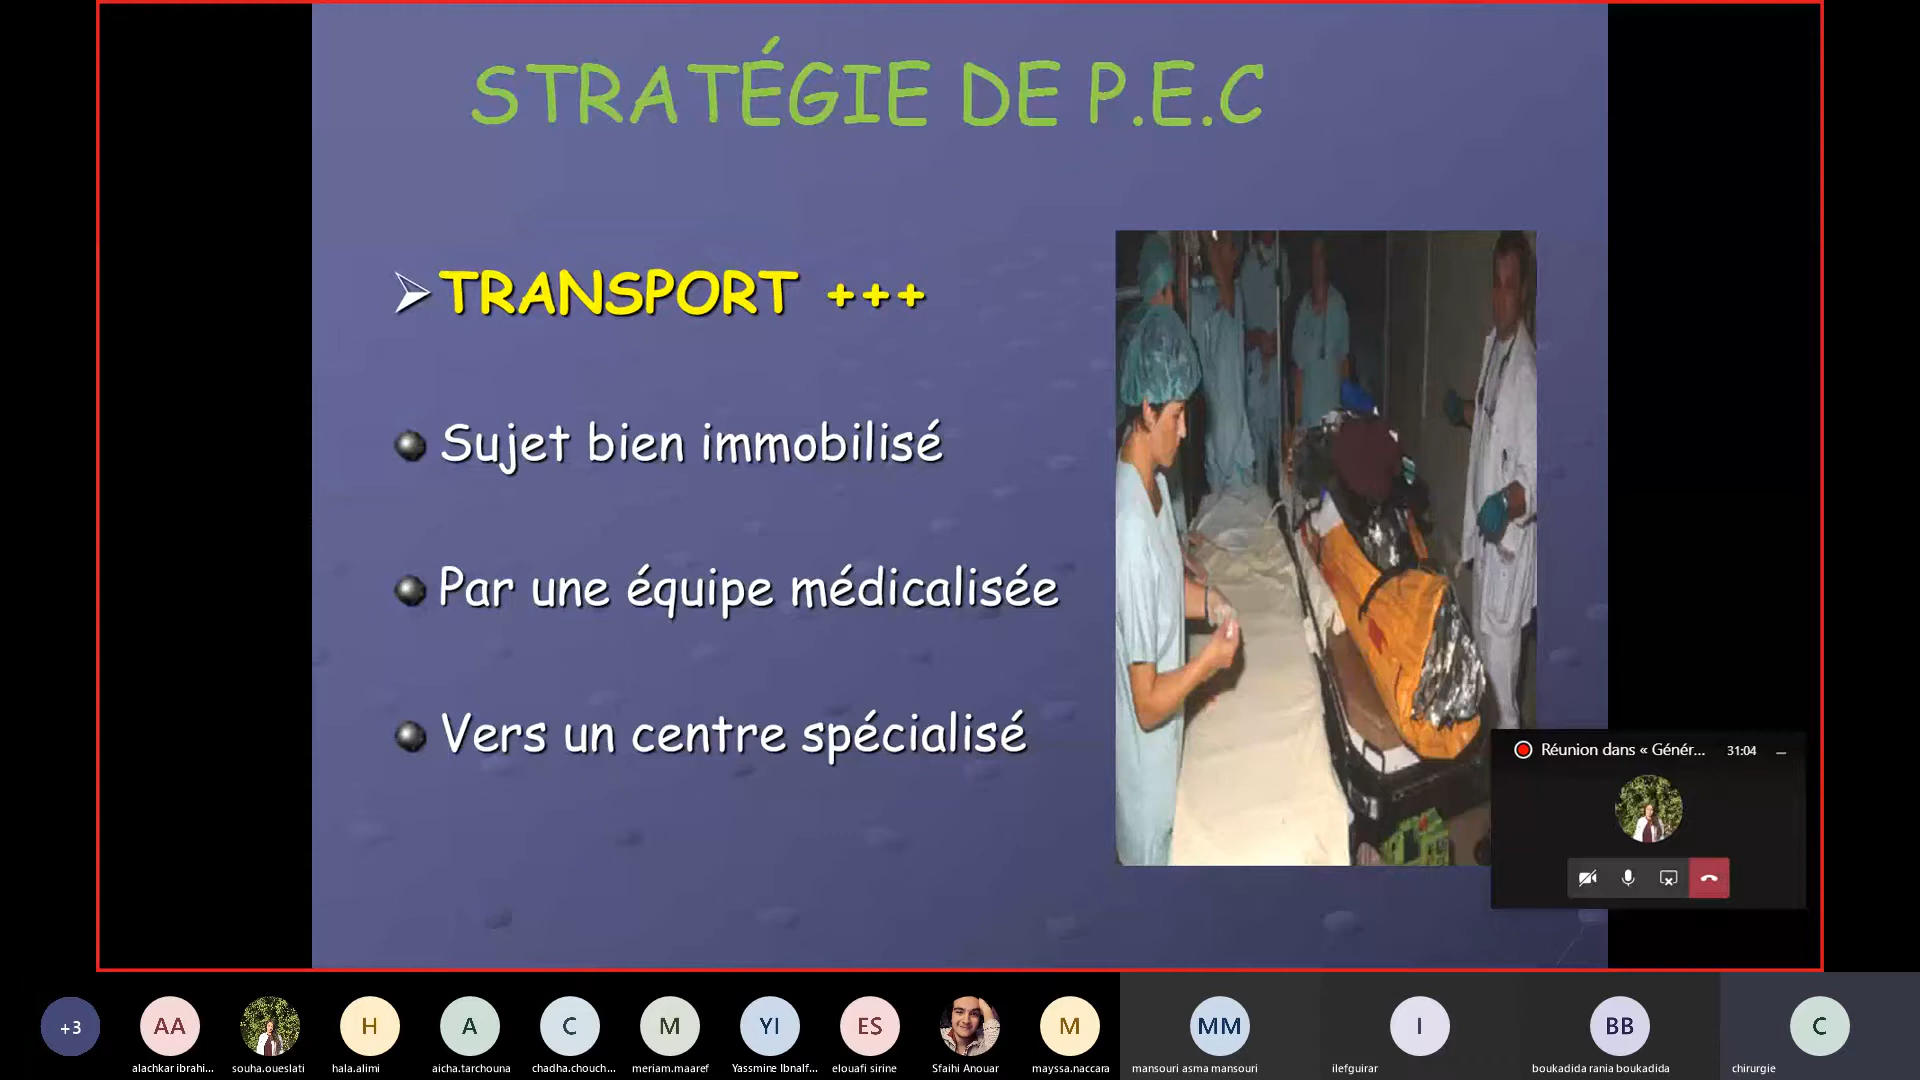 STRATÉGIE DE P.E.C
TRANSPORT +++
Sujet bien immobilisé
Par une équipe médicalisée
Vers un centre spécialisé
Réunion dans « Génér... 31:04
+3
AA
H
A
C
M
YI
ES
M
MM
I
BB
C
alachkar ibrahi...
souha.oueslati
hala.alimi
aicha.tarchouna
chadha.chouch...
meriam.maaref
Yassmine Ibnalf...
elouafi sirine
Sfaihi Anouar
mayssa.naccara
mansouri asma mansouri
ilefguirar
boukadida rania boukadida
chirurgie